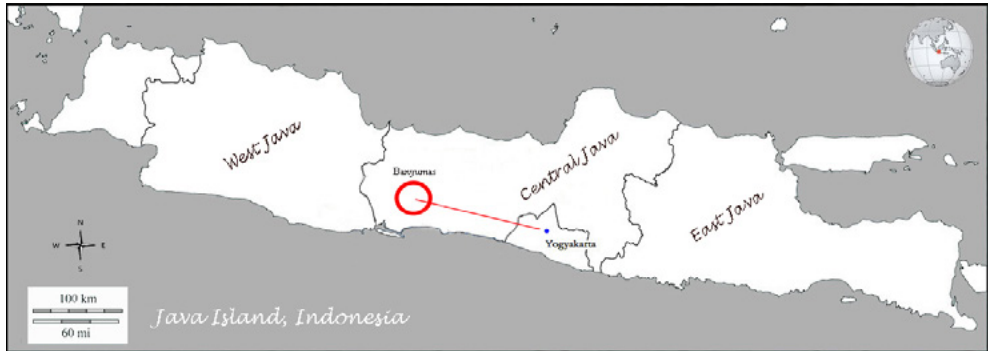 West Java
Banyumas
Central Java
East Java
Yogyakarta
N
W E
S
100 km
60 mi
Java Island, Indonesia